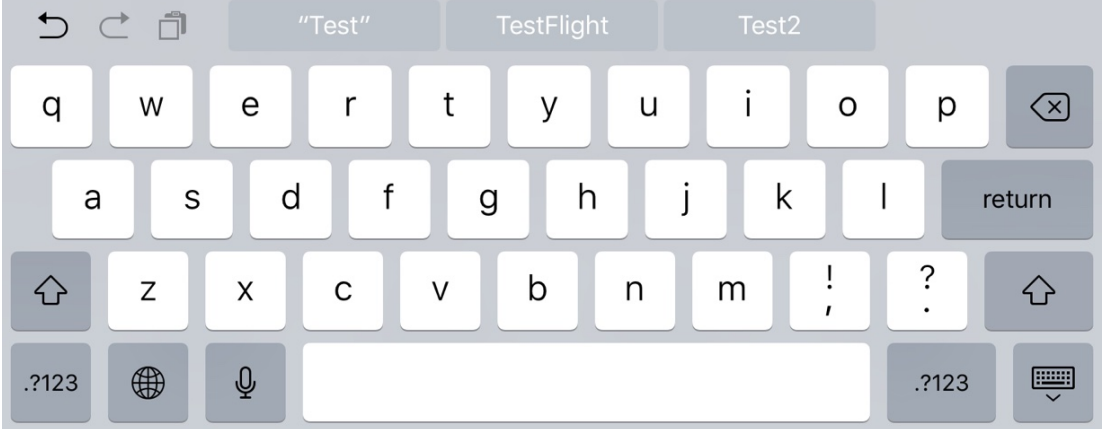 “Test” TestFlight Test2
q w e r t y u i o p
a s d f g h j k l return
z x c v b n m ! , ? .
.?123 .?123